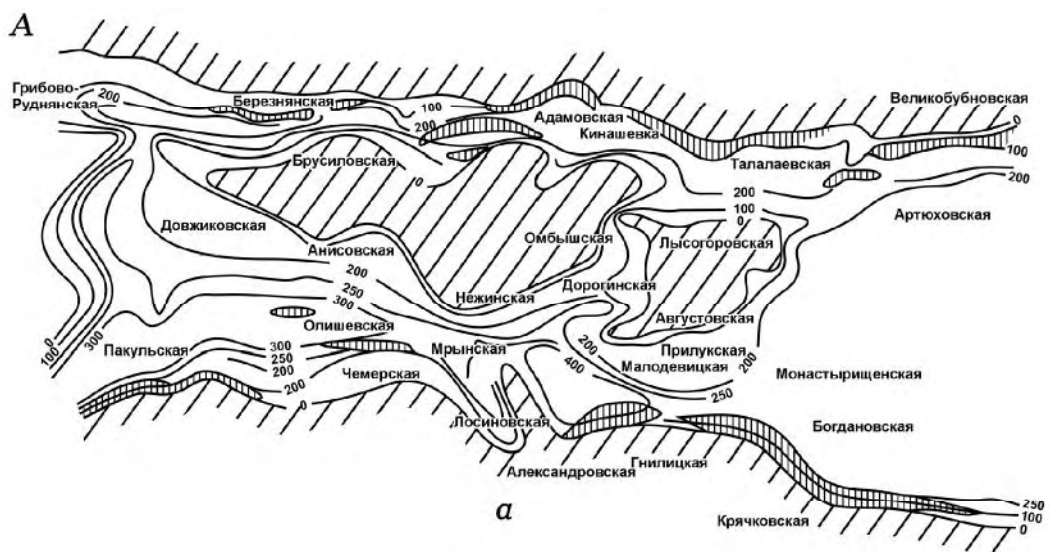 А
Грибово-
Руднянская
200
Березнянская
100
200
Адамовская
Кинашевка
Великобубновская
0
100
200
Талалаевская
Брусиловская
0
200
100
0
Артюховская
Довжиковская
Анисовская
Омбышская
Лысогоровская
200
250
300
Нежинская
Дорогинская
Августовская
0
100
300
Пакульская
Олишевская
300
250
200
200
0
Мрынская
Чемерская
200
400
Прилукская
Малодевицкая
200
250
Монастырищенская
Лосиновская
Богдановская
Александровская
Гнилицкая
Крячковская
250
100
0
а